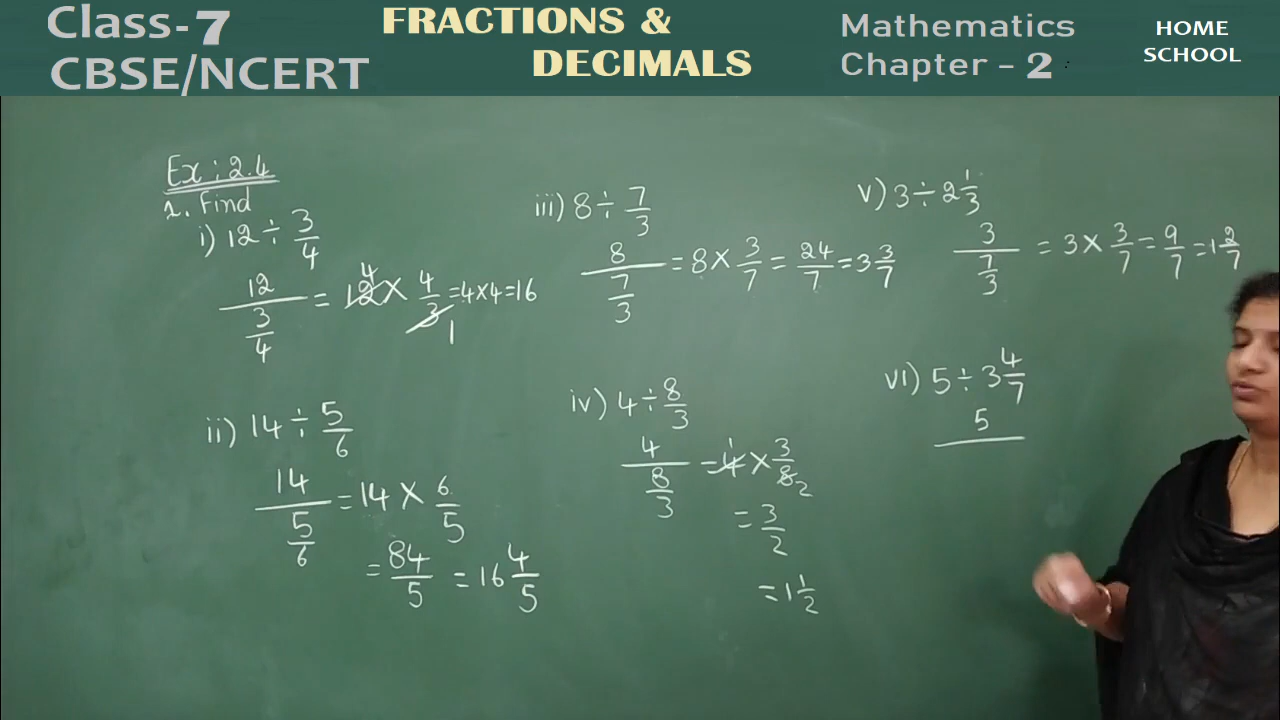 Class-7
CBSE/NCERT
FRACTIONS &
DECIMALS
Mathematics
Chapter - 2
HOME
SCHOOL
Ex : 2.4
1. Find
i) 12 ÷ 3/4
12/(3/4) = 12 4 × 4/3 1 = 4×4 = 16
ii) 14 ÷ 5/6
14/(5/6) = 14 × 6/5
= 84/5 = 16 4/5
iii) 8 ÷ 7/3
8/(7/3) = 8 × 3/7 = 24/7 = 3 3/7
iv) 4 ÷ 8/3
4/(8/3) = 4 1 × 3/8 2
= 3/2
= 1 1/2
v) 3 ÷ 2 1/3
3/(7/3) = 3 × 3/7 = 9/7 = 1 2/7
vi) 5 ÷ 3 4/7
5